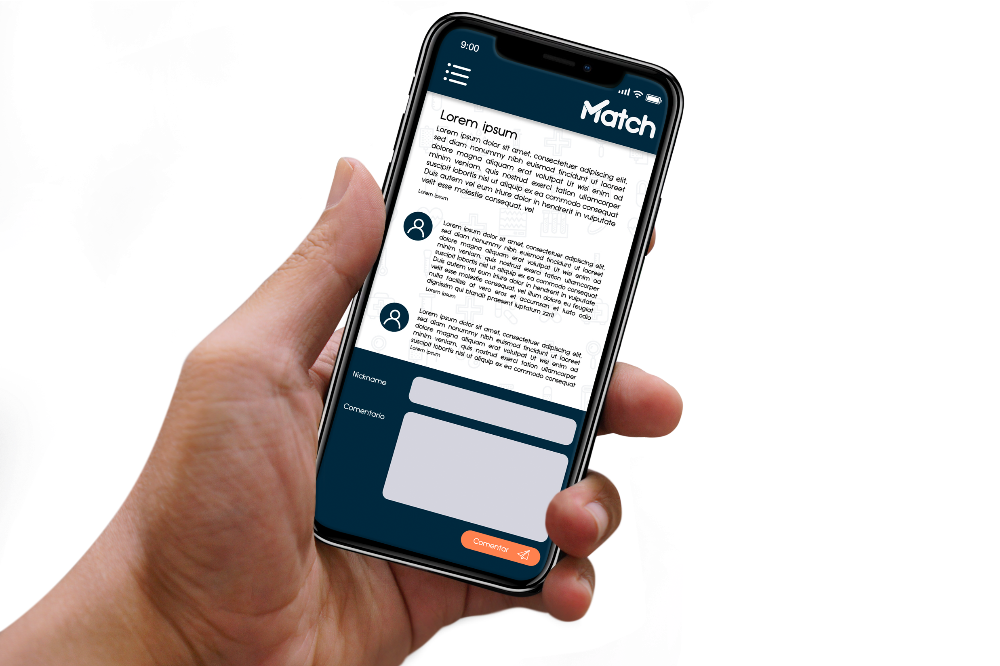 9:00
Match
Lorem ipsum
Lorem ipsum dolor sit amet, consectetuer adipiscing elit,
sed diam nonummy nibh euismod tincidunt ut laoreet
dolore magna aliquam erat volutpat Ut wisi enim ad
minim veniam, quis nostrud exerci tation ullamcorper
suscipit lobortis nisl ut aliquip ex ea commodo consequat
Duis autem vel eum iriure dolor in hendrerit in vulputate
velit esse molestie consequat, vel
Lorem ipsum
Lorem ipsum dolor sit amet, consectetuer adipiscing elit,
sed diam nonummy nibh euismod tincidunt ut laoreet
dolore magna aliquam erat volutpat Ut wisi enim ad
minim veniam, quis nostrud exerci tation ullamcorper
suscipit lobortis nisl ut aliquip ex ea commodo consequat
Duis autem vel eum iriure dolor in hendrerit in vulputate
velit esse molestie consequat, vel illum dolore eu feugiat
nulla facilisis at vero eros et accumsan et iusto odio
dignissim qui blandit praesent luptatum zzril
Lorem ipsum
Lorem ipsum dolor sit amet, consectetuer adipiscing elit,
sed diam nonummy nibh euismod tincidunt ut laoreet
dolore magna aliquam erat volutpat Ut wisi enim ad
minim veniam, quis nostrud exerci tation ullamcorper
suscipit lobortis nisl ut aliquip ex ea commodo consequat
Lorem ipsum
Nickname
Comentario
Comentar